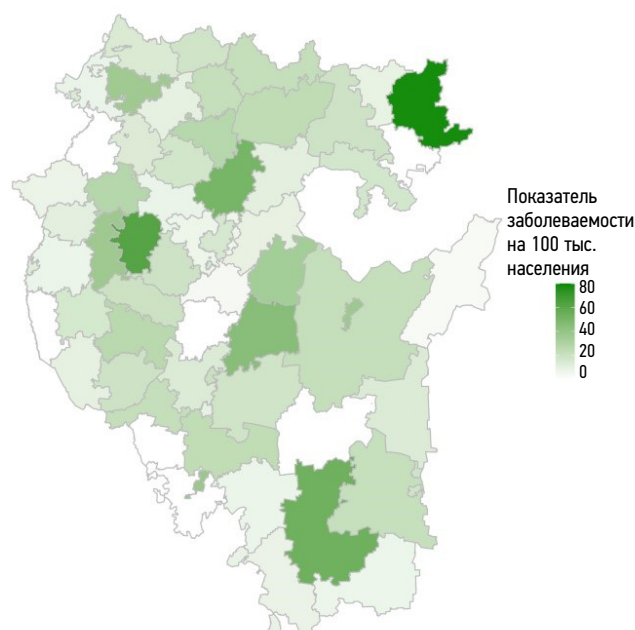 Показатель
заболеваемости
на 100 тыс.
населения
80
60
40
20
0